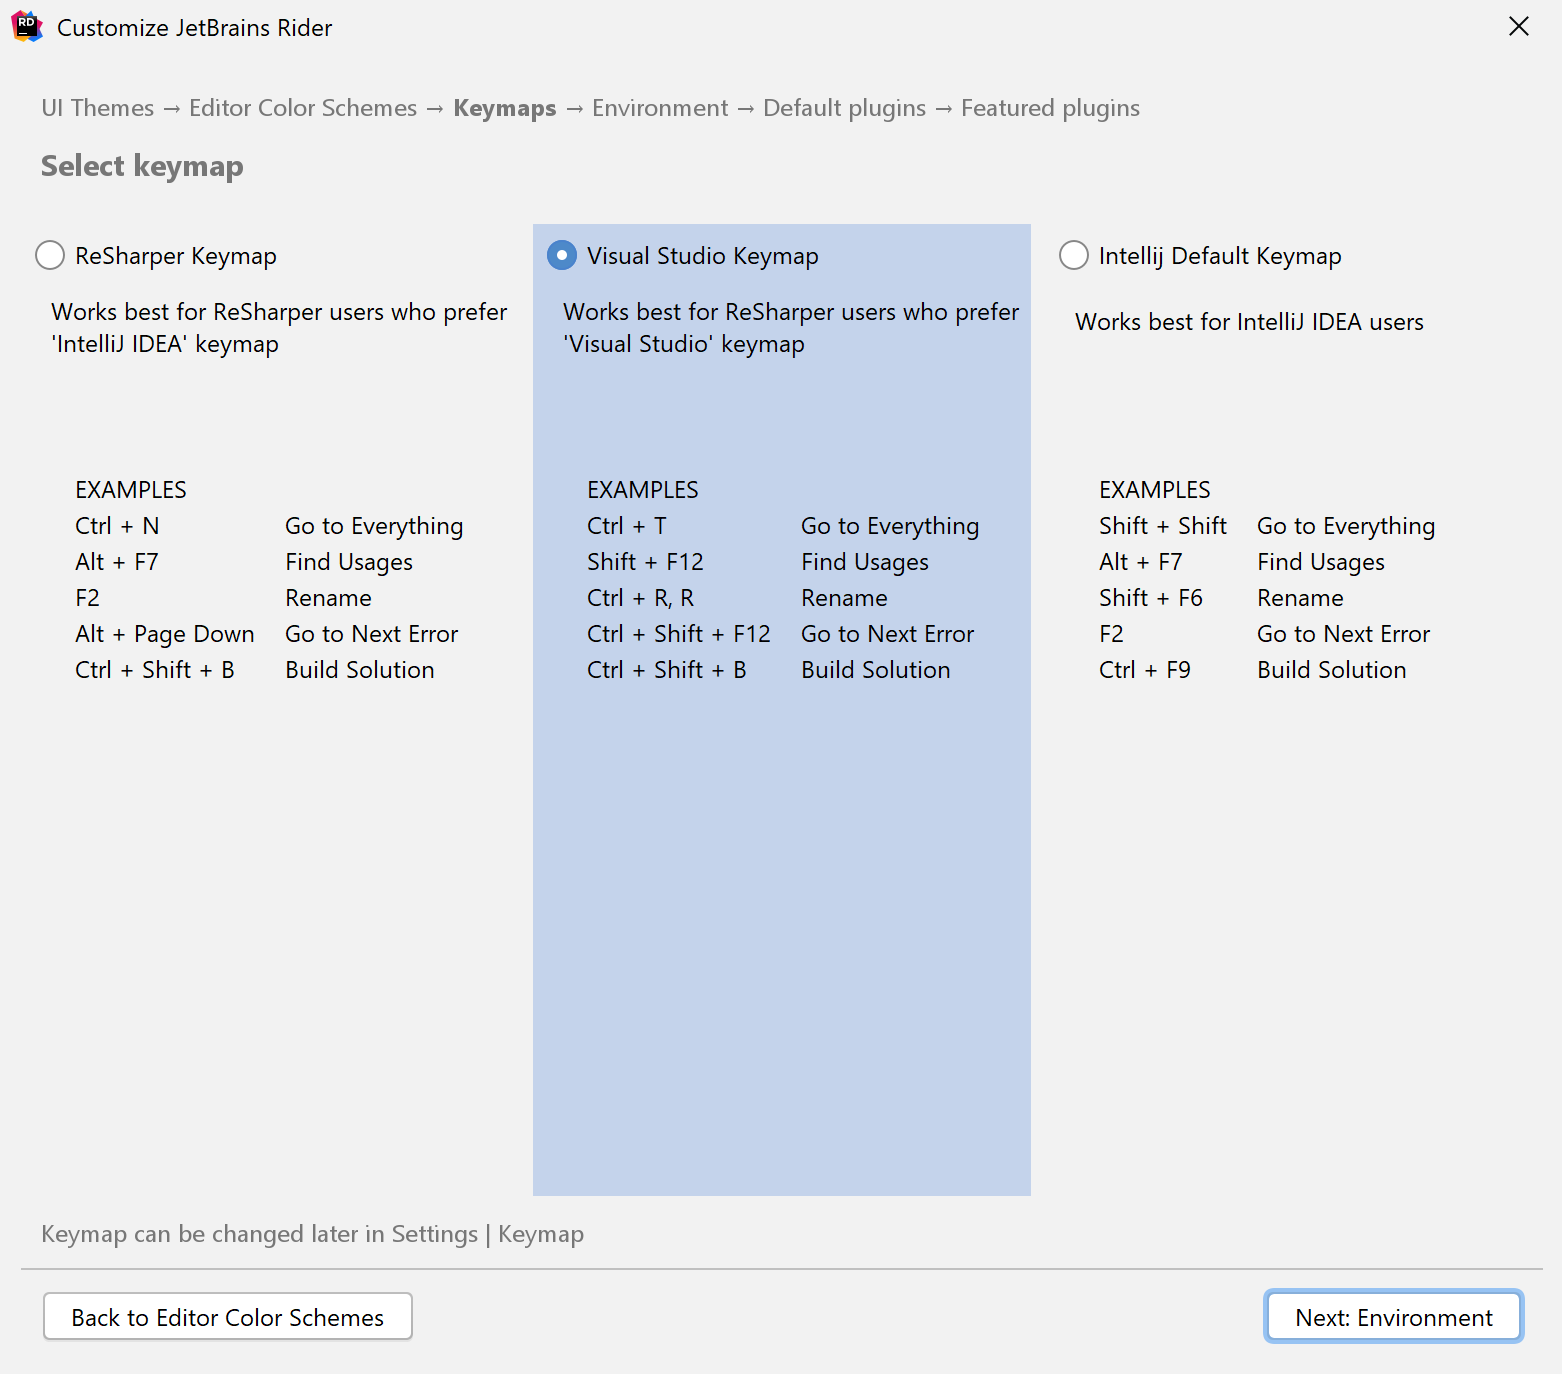 RD
Customize JetBrains Rider
UI Themes → Editor Color Schemes → Keymaps → Environment → Default plugins → Featured plugins
Select keymap
ReSharper Keymap
Works best for ReSharper users who prefer
'IntelliJ IDEA' keymap
EXAMPLES
Ctrl + N Go to Everything
Alt + F7 Find Usages
F2 Rename
Alt + Page Down Go to Next Error
Ctrl + Shift + B Build Solution
Visual Studio Keymap
Works best for ReSharper users who prefer
'Visual Studio' keymap
EXAMPLES
Ctrl + T Go to Everything
Shift + F12 Find Usages
Ctrl + R, R Rename
Ctrl + Shift + F12 Go to Next Error
Ctrl + Shift + B Build Solution
Intellij Default Keymap
Works best for IntelliJ IDEA users
EXAMPLES
Shift + Shift Go to Everything
Alt + F7 Find Usages
Shift + F6 Rename
F2 Go to Next Error
Ctrl + F9 Build Solution
Keymap can be changed later in Settings | Keymap
Back to Editor Color Schemes
Next: Environment